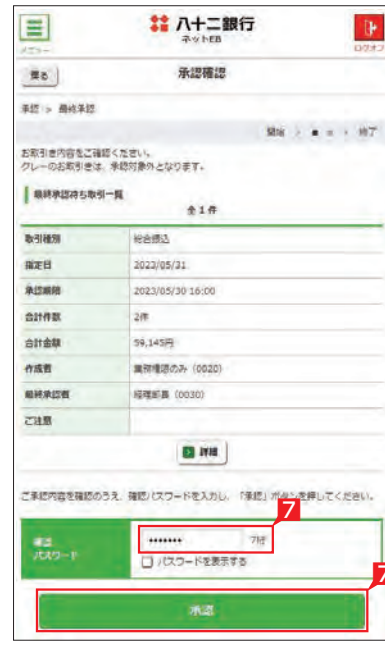 八十二銀行
ネットEB
メニュー
ログオフ
戻る
承認確認
承認 > 最終承認
開始 > ■ ■ > 終了
お取引き内容をご確認ください。
グレーのお取引きは、承認対象外となります。
最終承認待ち取引一覧
全1件
取引種別 総合振込
指定日 2023/05/31
承認期限 2023/05/30 16:00
合計件数 2件
合計金額 59,145円
作成者 業務確認のみ (0020)
最終承認者 経理部長 (0030)
ご注意
詳細
ご承認内容を確認のうえ、確認パスワードを入力し、「承認」ボタンを押してください。
7
確認
パスワード
••••••• 7桁
パスワードを表示する
7
承認